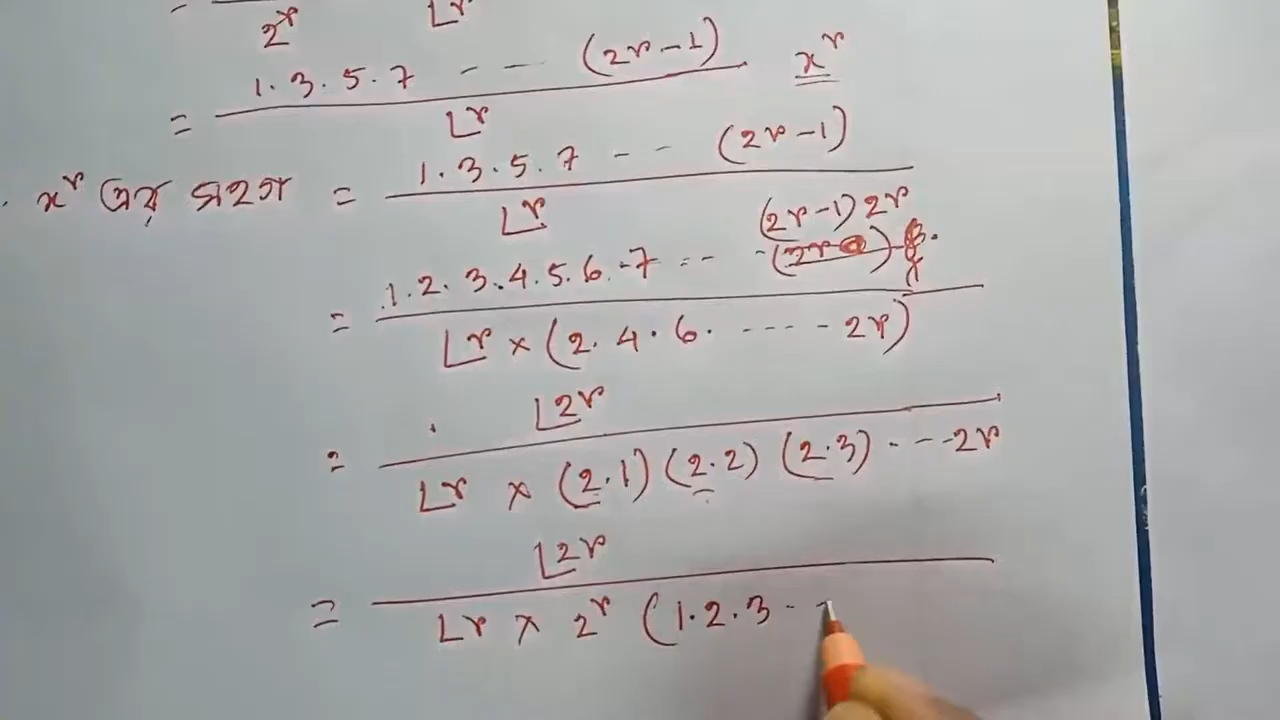 = 2^r ∟r
= 1.3.5.7 -- (2r-1) / ∟r x^r
x^r এর সহগ = 1.3.5.7 -- (2r-1) / ∟r
= 1.2.3.4.5.6.7 -- (2r-1) 2r / ∟r × (2.4.6. ---- 2r)
= ∟2r / ∟r × (2.1) (2.2) (2.3) --- 2r
= ∟2r / ∟r × 2^r (1.2.3 -